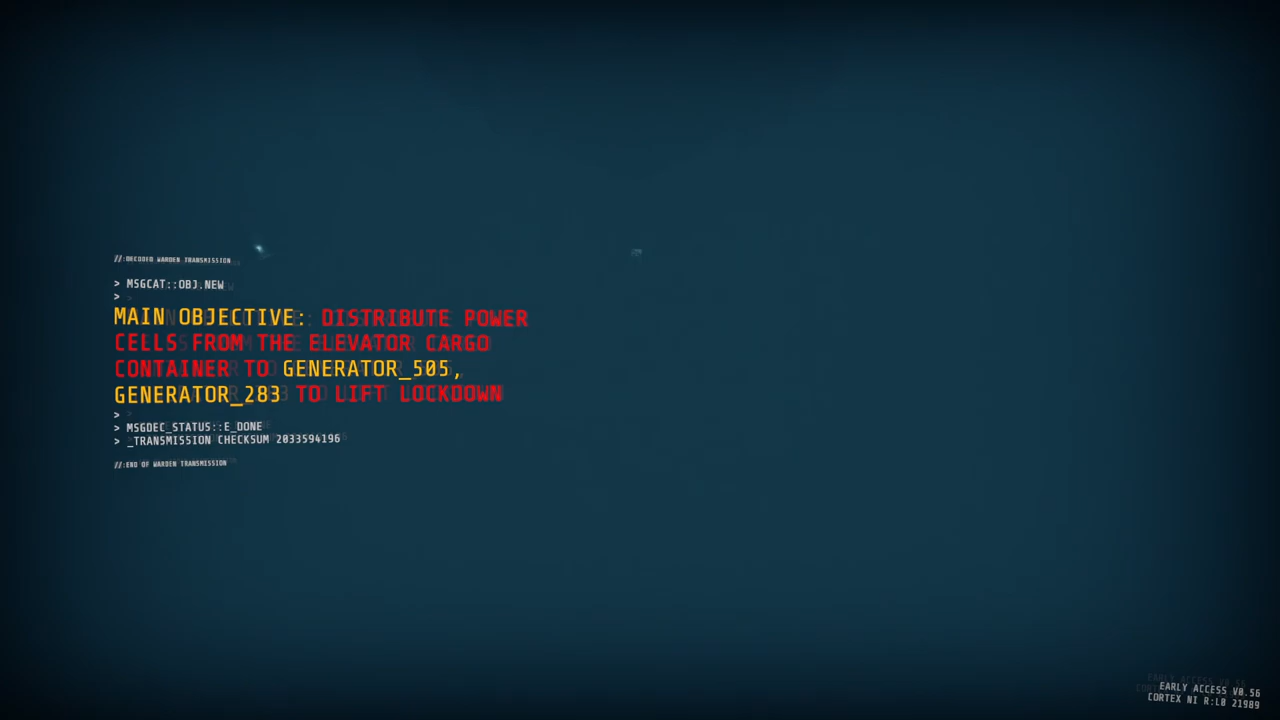 //:DECODED WARDEN TRANSMISSION
> MSGCAT::OBJ.NEW
>
MAIN OBJECTIVE: DISTRIBUTE POWER
CELLS FROM THE ELEVATOR CARGO
CONTAINER TO GENERATOR_505,
GENERATOR_283 TO LIFT LOCKDOWN
>
> MSGDEC_STATUS::E_DONE
> _TRANSMISSION CHECKSUM 2033594196
//:END OF WARDEN TRANSMISSION
EARLY ACCESS V0.56
CORTEX NI R:L0 21989